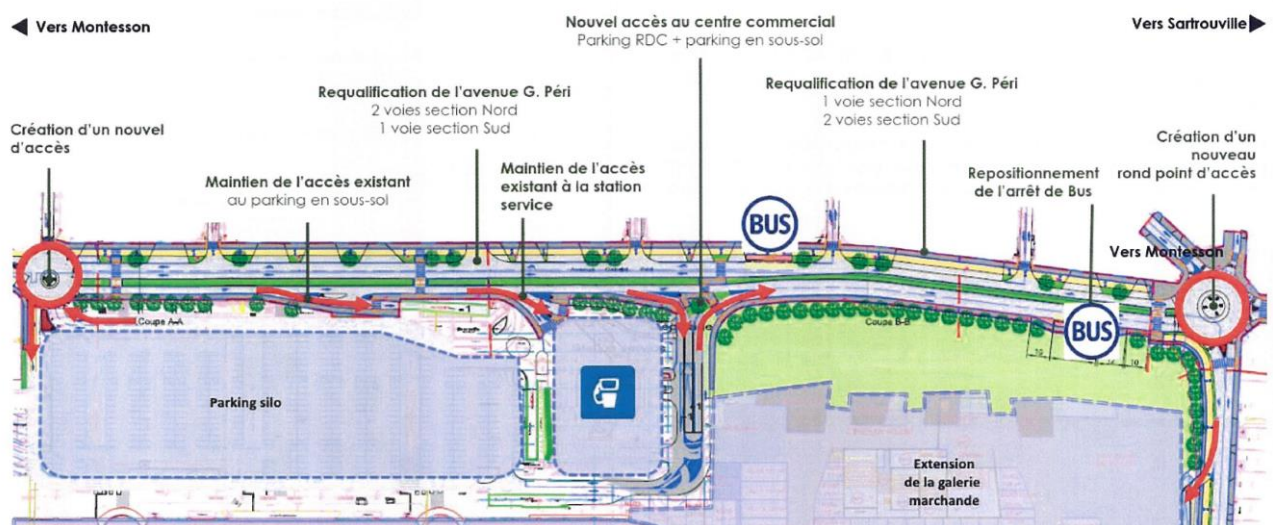 Vers Montesson
Nouvel accès au centre commercial
Parking RDC + parking en sous-sol
Vers Sartrouville
Requalification de l'avenue G. Péri
2 voies section Nord
1 voie section Sud
Requalification de l'avenue G. Péri
1 voie section Nord
2 voies section Sud
Création d'un nouvel
d'accès
Maintien de l'accès existant
au parking en sous-sol
Maintien de l'accès
existant à la station
service
Repositionnement
de l'arrêt de Bus
Création d'un
nouveau
rond point d'accès
BUS
Vers Montesson
Coupe A-A
Coupe B-B
BUS
10
10
Parking silo
Extension
de la galerie
marchande